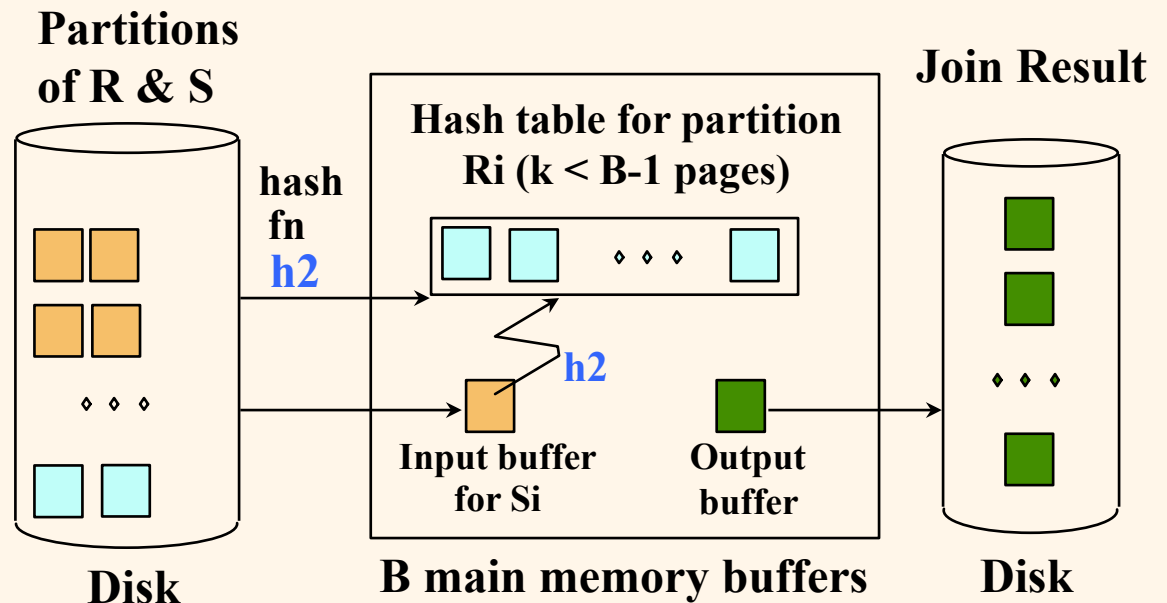 Partitions
of R & S
hash
fn
h2
Hash table for partition
Ri (k < B-1 pages)
h2
Input buffer
for Si
Output
buffer
Join Result
Disk
B main memory buffers
Disk